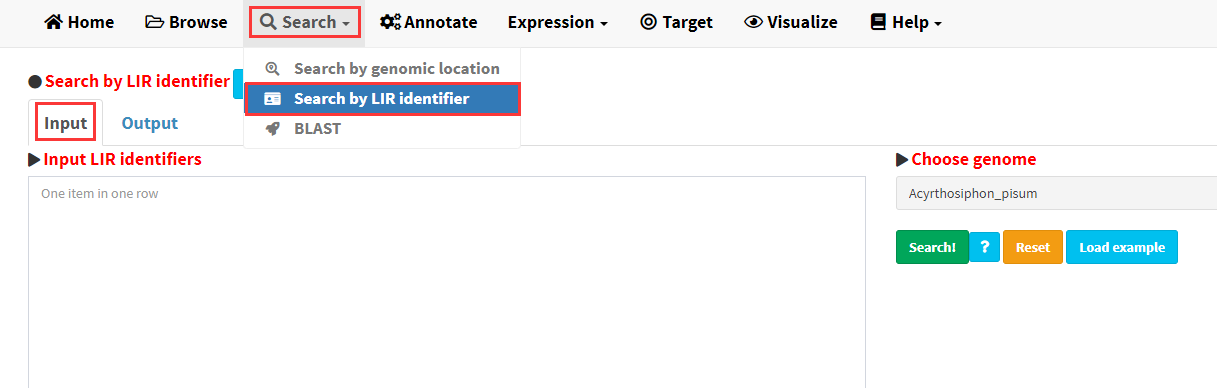 Home Browse Search Annotate Expression Target Visualize Help
Search by genomic location
Search by LIR identifier
Search by LIR identifier
BLAST
Input Output
Input LIR identifiers Choose genome
One item in one row Acyrthosiphon_pisum
Search! ? Reset Load example